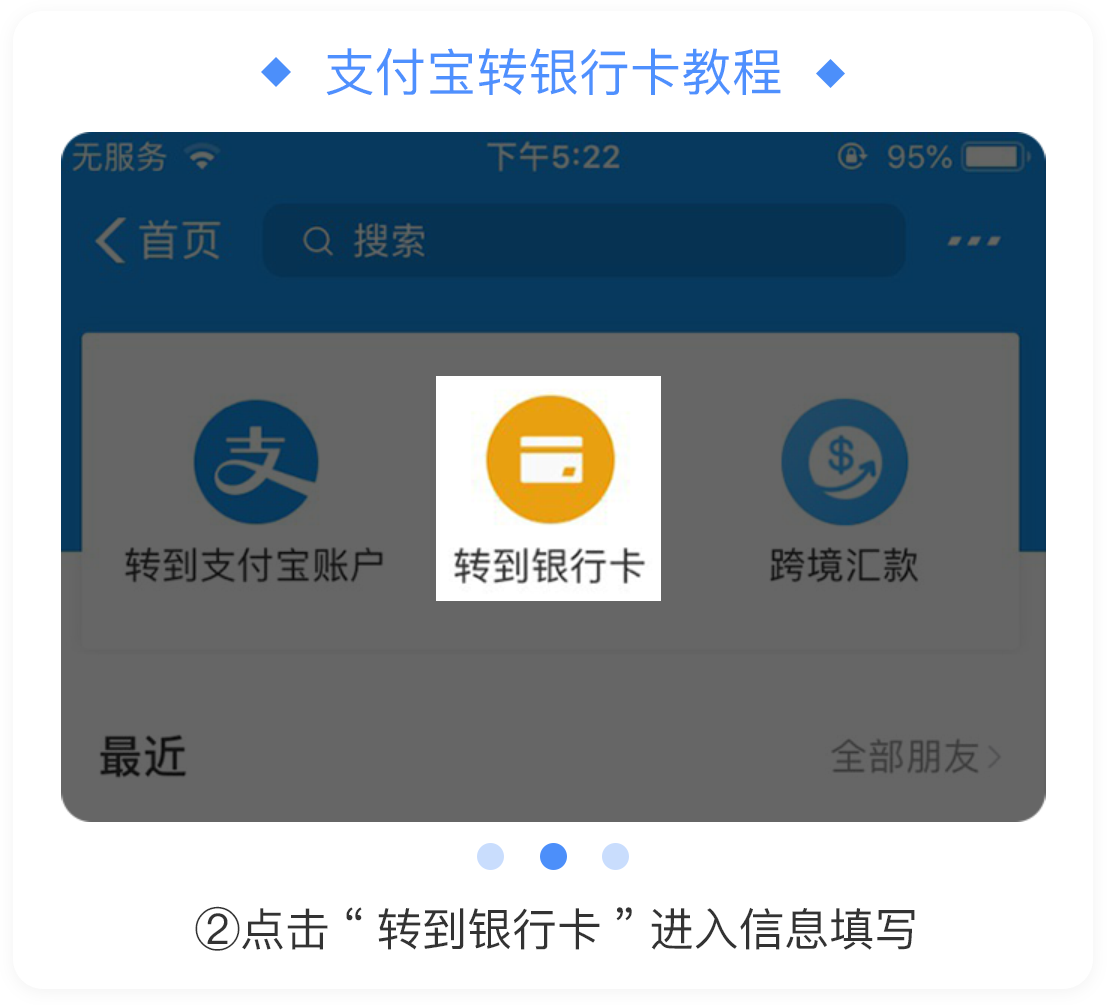 支付宝转银行卡教程
无服务 下午5:22 95%
首页 搜索
支
转到支付宝账户 转到银行卡 跨境汇款
最近 全部朋友
②点击“转到银行卡”进入信息填写